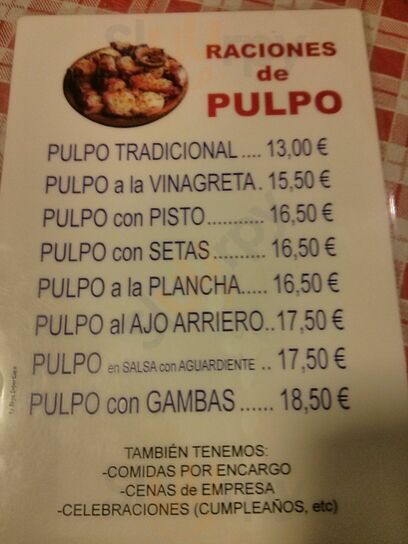 RACIONES
de
PULPO
PULPO TRADICIONAL .... 13,00 €
PULPO a la VINAGRETA. 15,50 €
PULPO con PISTO........... 16,50 €
PULPO con SETAS .......... 16,50 €
PULPO a la PLANCHA..... 16,50 €
PULPO al AJO ARRIERO..17,50 €
PULPO en SALSA con AGUARDIENTE .. 17,50 €
PULPO con GAMBAS ...... 18,50 €
TAMBIÉN TENEMOS:
-COMIDAS POR ENCARGO
-CENAS de EMPRESA
-CELEBRACIONES (CUMPLEAÑOS, etc)